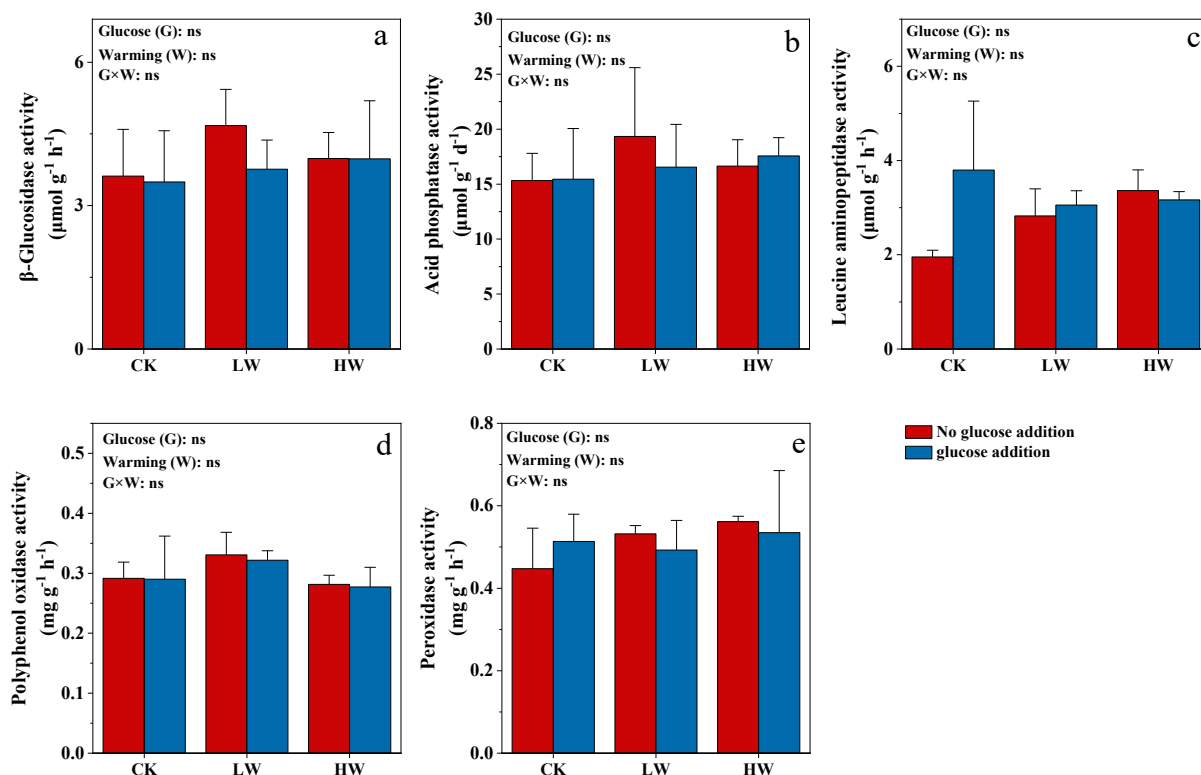 Glucose (G): ns
Warming (W): ns
G×W: ns
a
β-Glucosidase activity
(μmol g⁻¹ h⁻¹)
6
3
0
CK LW HW
Glucose (G): ns
Warming (W): ns
G×W: ns
b
Acid phosphatase activity
(μmol g⁻¹ d⁻¹)
30
25
20
15
10
5
0
CK LW HW
Glucose (G): ns
Warming (W): ns
G×W: ns
c
Leucine aminopeptidase activity
(μmol g⁻¹ h⁻¹)
6
4
2
0
CK LW HW
Glucose (G): ns
Warming (W): ns
G×W: ns
d
Polyphenol oxidase activity
(mg g⁻¹ h⁻¹)
0.5
0.4
0.3
0.2
0.1
0.0
CK LW HW
Glucose (G): ns
Warming (W): ns
G×W: ns
e
Peroxidase activity
(mg g⁻¹ h⁻¹)
0.8
0.6
0.4
0.2
0.0
CK LW HW
No glucose addition
glucose addition